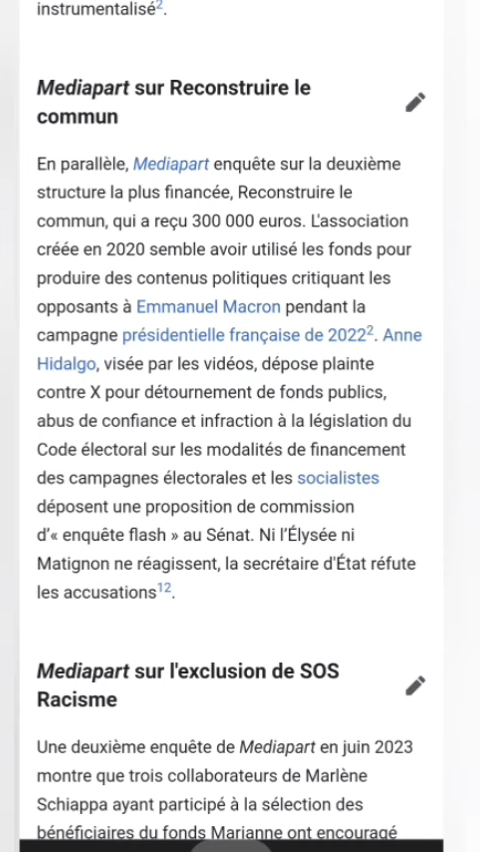 instrumentalisé2.
Mediapart sur Reconstruire le
commun
En parallèle, Mediapart enquête sur la deuxième
structure la plus financée, Reconstruire le
commun, qui a reçu 300 000 euros. L'association
créée en 2020 semble avoir utilisé les fonds pour
produire des contenus politiques critiquant les
opposants à Emmanuel Macron pendant la
campagne présidentielle française de 20222. Anne
Hidalgo, visée par les vidéos, dépose plainte
contre X pour détournement de fonds publics,
abus de confiance et infraction à la législation du
Code électoral sur les modalités de financement
des campagnes électorales et les socialistes
déposent une proposition de commission
d'« enquête flash » au Sénat. Ni l'Élysée ni
Matignon ne réagissent, la secrétaire d'État réfute
les accusations12.
Mediapart sur l'exclusion de SOS
Racisme
Une deuxième enquête de Mediapart en juin 2023
montre que trois collaborateurs de Marlène
Schiappa ayant participé à la sélection des
bénéficiaires du fonds Marianne ont encouragé